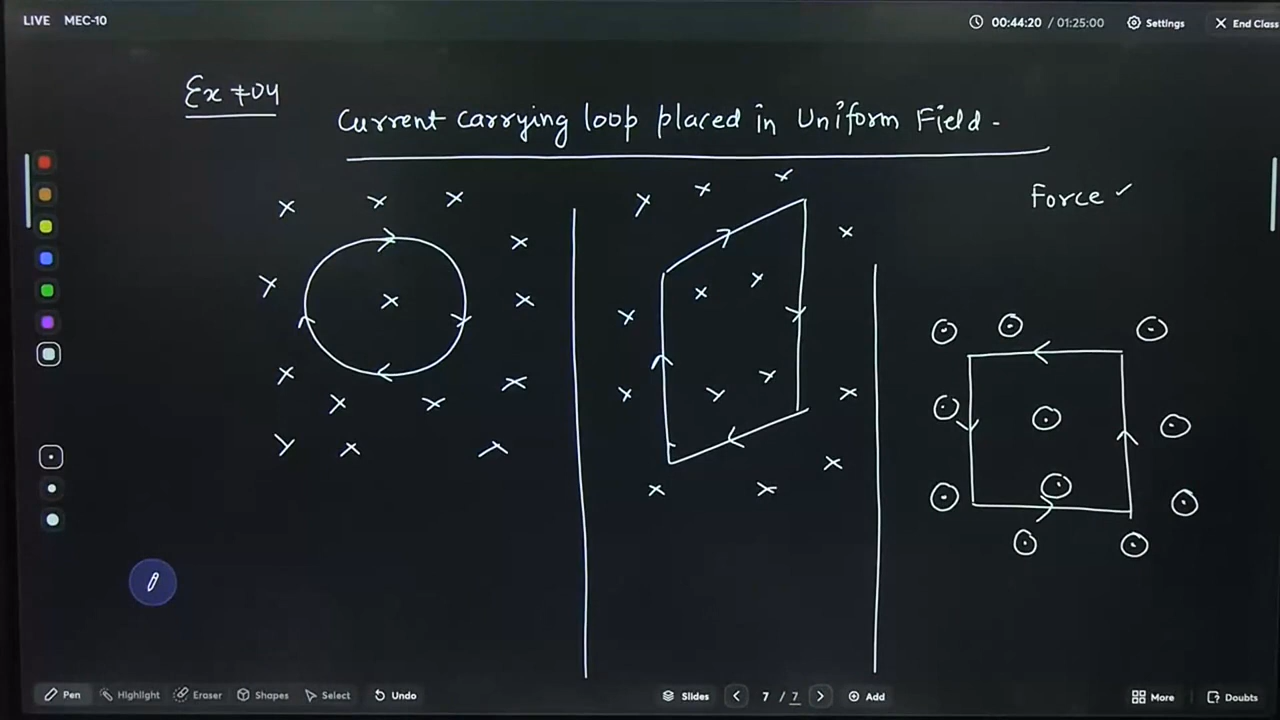 LIVE MEC-10
00:44:20 / 01:25:00 Settings End Class
Ex → 04
Current carrying loop placed in Uniform Field -
Force ✓
Pen Highlight Eraser Shapes Select Undo Slides 7 / 7 Add More Doubts